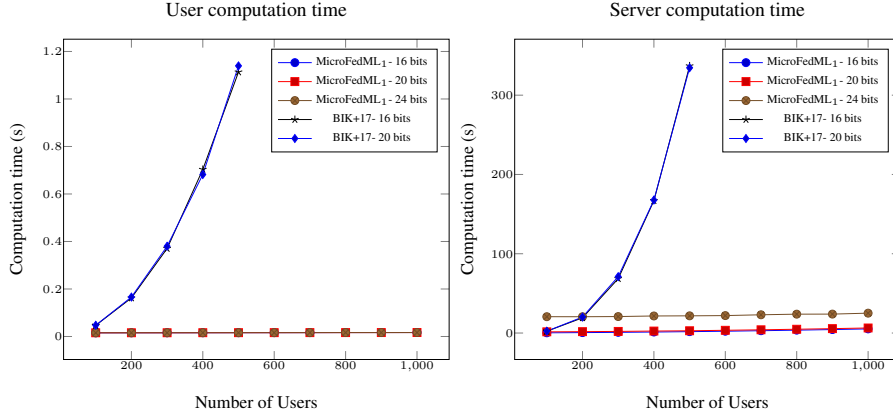 User computation time
1.2
1
0.8
0.6
0.4
0.2
0
Computation time (s)
200
400
600
800
1,000
Number of Users
MicroFedML₁- 16 bits
MicroFedML₁- 20 bits
MicroFedML₁- 24 bits
BIK+17- 16 bits
BIK+17- 20 bits
Server computation time
300
200
100
0
Computation time (s)
200
400
600
800
1,000
Number of Users
MicroFedML₁- 16 bits
MicroFedML₁- 20 bits
MicroFedML₁- 24 bits
BIK+17- 16 bits
BIK+17- 20 bits